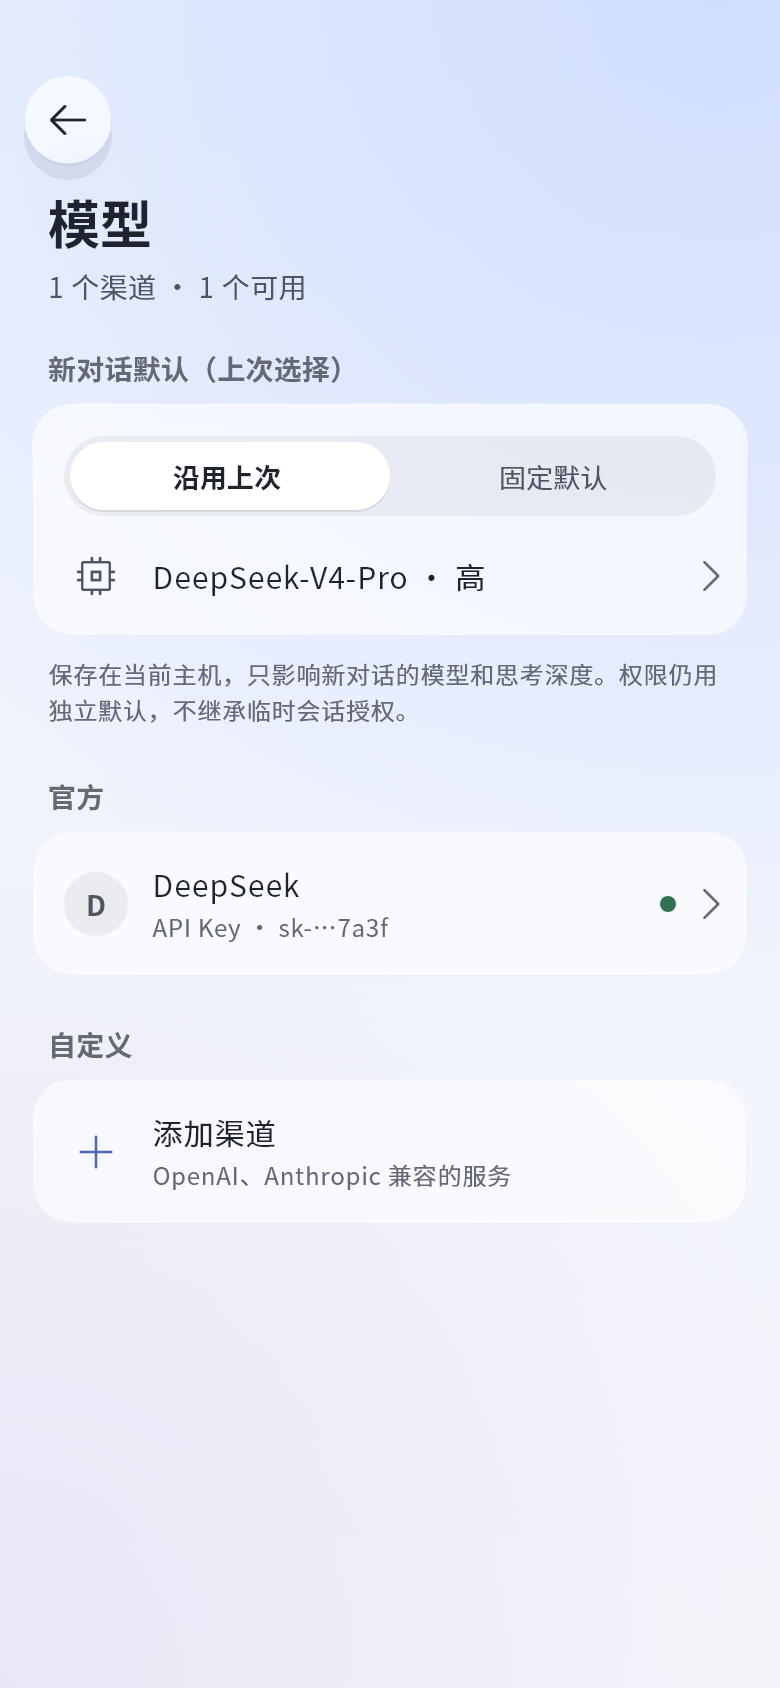 模型
1 个渠道 · 1 个可用
新对话默认（上次选择）
沿用上次
固定默认
DeepSeek-V4-Pro · 高
保存在当前主机，只影响新对话的模型和思考深度。权限仍用
独立默认，不继承临时会话授权。
官方
D
DeepSeek
API Key · sk-···7a3f
自定义
添加渠道
OpenAI、Anthropic 兼容的服务